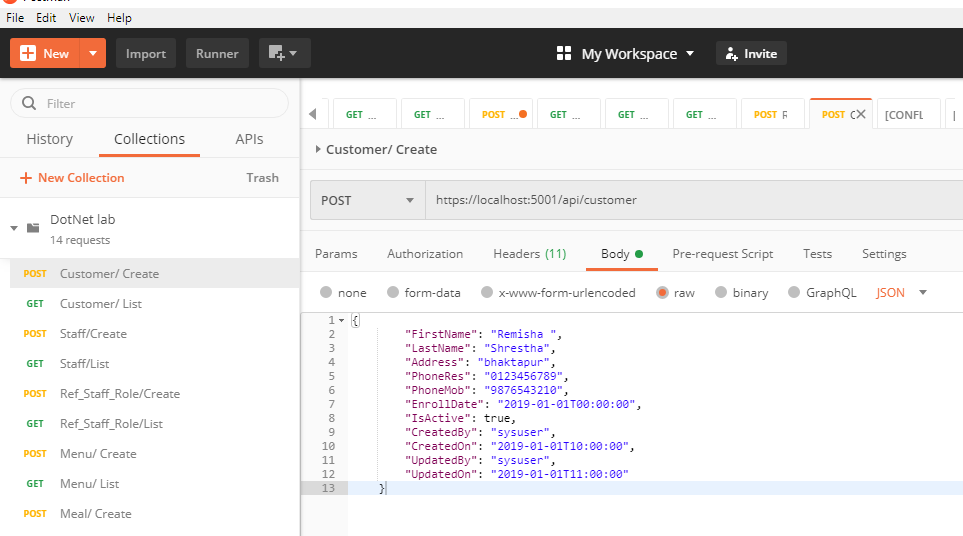 File Edit View Help
New Import Runner My Workspace Invite
Filter
History Collections APIs
New Collection Trash
DotNet lab
14 requests
POST Customer/ Create
GET Customer/ List
POST Staff/Create
GET Staff/List
POST Ref_Staff_Role/Create
GET Ref_Staff_Role/List
POST Menu/ Create
GET Menu/ List
POST Meal/ Create
GET ... GET ... POST ... GET ... GET ... GET ... POST R POST [CONFL
Customer/ Create
POST https://localhost:5001/api/customer
Params Authorization Headers (11) Body Pre-request Script Tests Settings
none form-data x-www-form-urlencoded raw binary GraphQL JSON
1 {
2 "FirstName": "Remisha ",
3 "LastName": "Shrestha",
4 "Address": "bhaktapur",
5 "PhoneRes": "0123456789",
6 "PhoneMob": "9876543210",
7 "EnrollDate": "2019-01-01T00:00:00",
8 "IsActive": true,
9 "CreatedBy": "sysuser",
10 "CreatedOn": "2019-01-01T10:00:00",
11 "UpdatedBy": "sysuser",
12 "UpdatedOn": "2019-01-01T11:00:00"
13 }